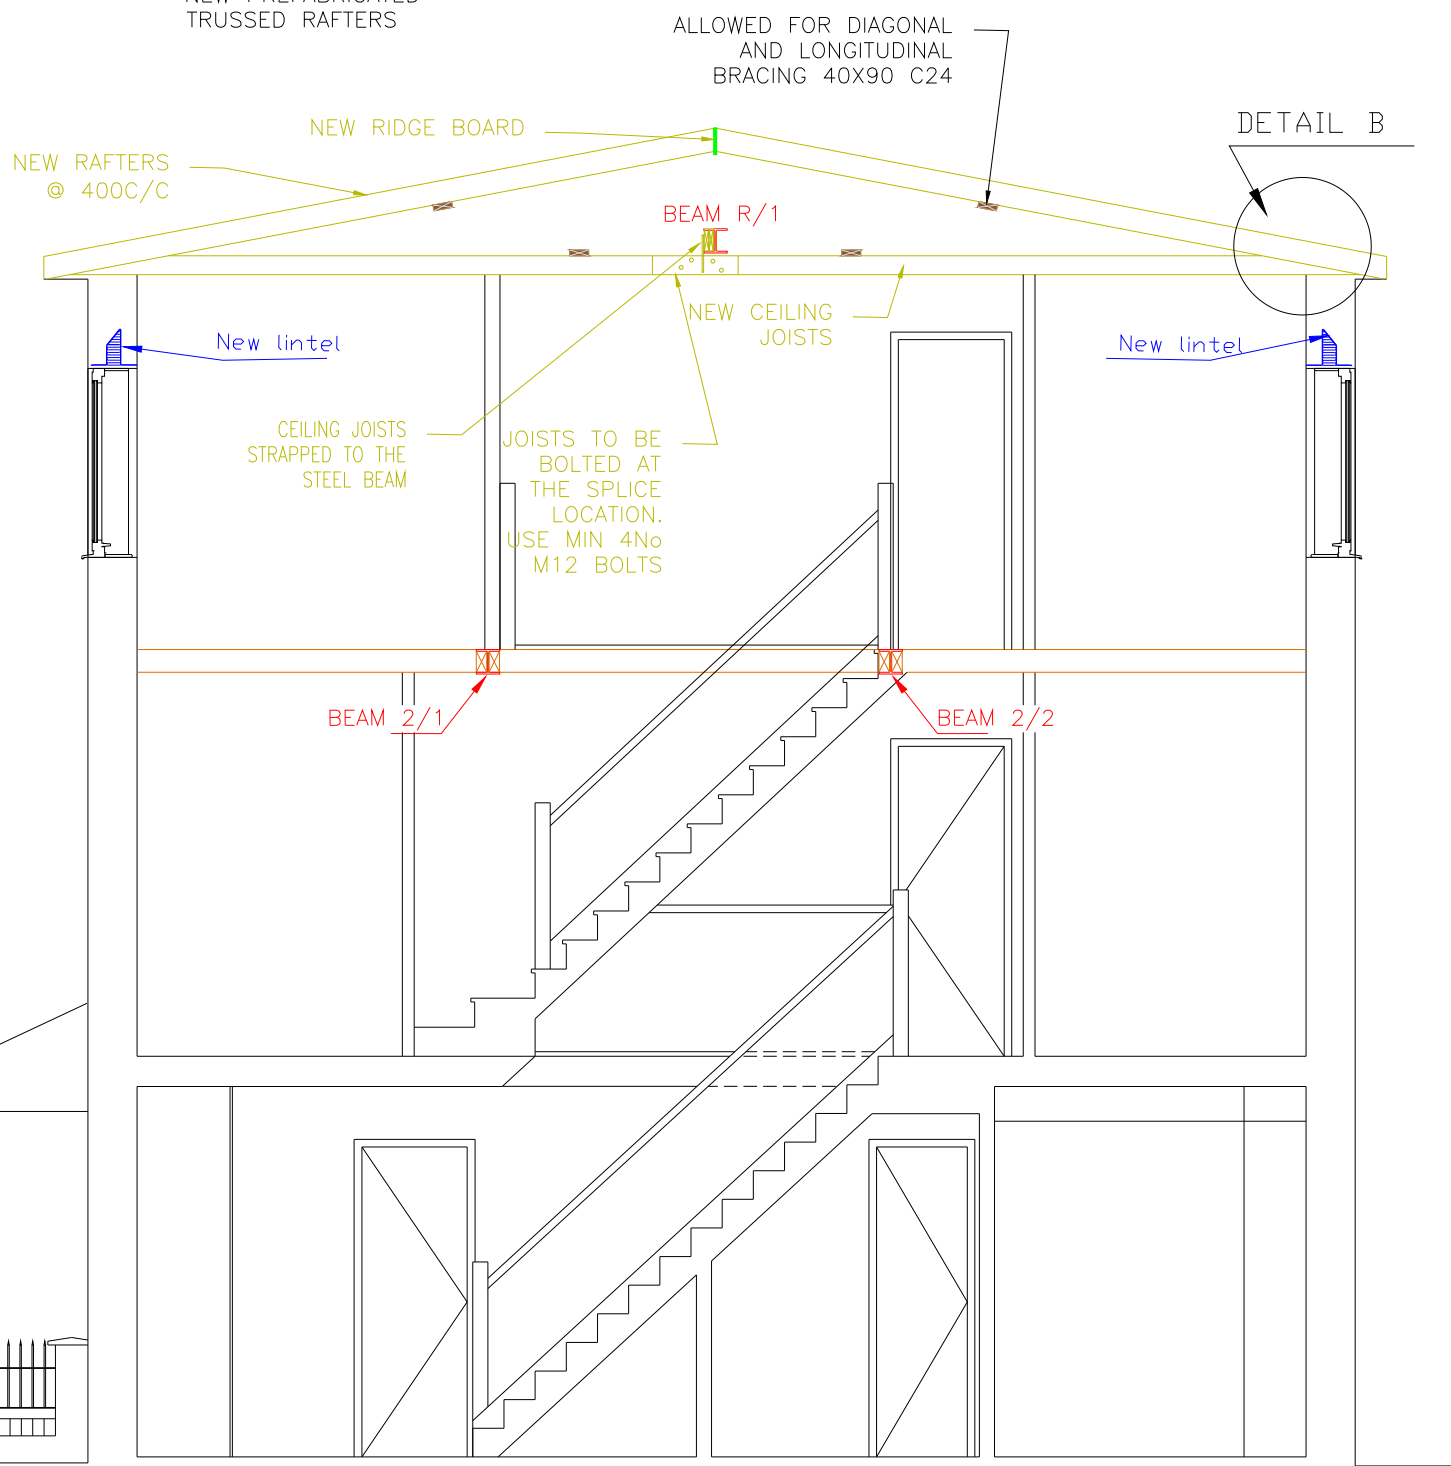 NEW PREFABRICATED
TRUSSED RAFTERS
ALLOWED FOR DIAGONAL
AND LONGITUDINAL
BRACING 40X90 C24
DETAIL B
NEW RIDGE BOARD
NEW RAFTERS
@ 400C/C
BEAM R/1
NEW CEILING
JOISTS
New lintel
New lintel
CEILING JOISTS
STRAPPED TO THE
STEEL BEAM
JOISTS TO BE
BOLTED AT
THE SPLICE
LOCATION.
USE MIN 4No
M12 BOLTS
BEAM 2/1
BEAM 2/2